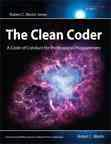 Robert C. Martin Series
The Clean Coder
A Code of Conduct for Professional Programmers
Robert C. Martin